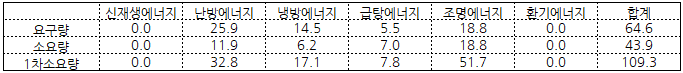 신재생에너지 난방에너지 냉방에너지 급탕에너지 조명에너지 환기에너지 합계
요구량 0.0 25.9 14.5 5.5 18.8 0.0 64.6
소요량 0.0 11.9 6.2 7.0 18.8 0.0 43.9
1차소요량 0.0 32.8 17.1 7.8 51.7 0.0 109.3